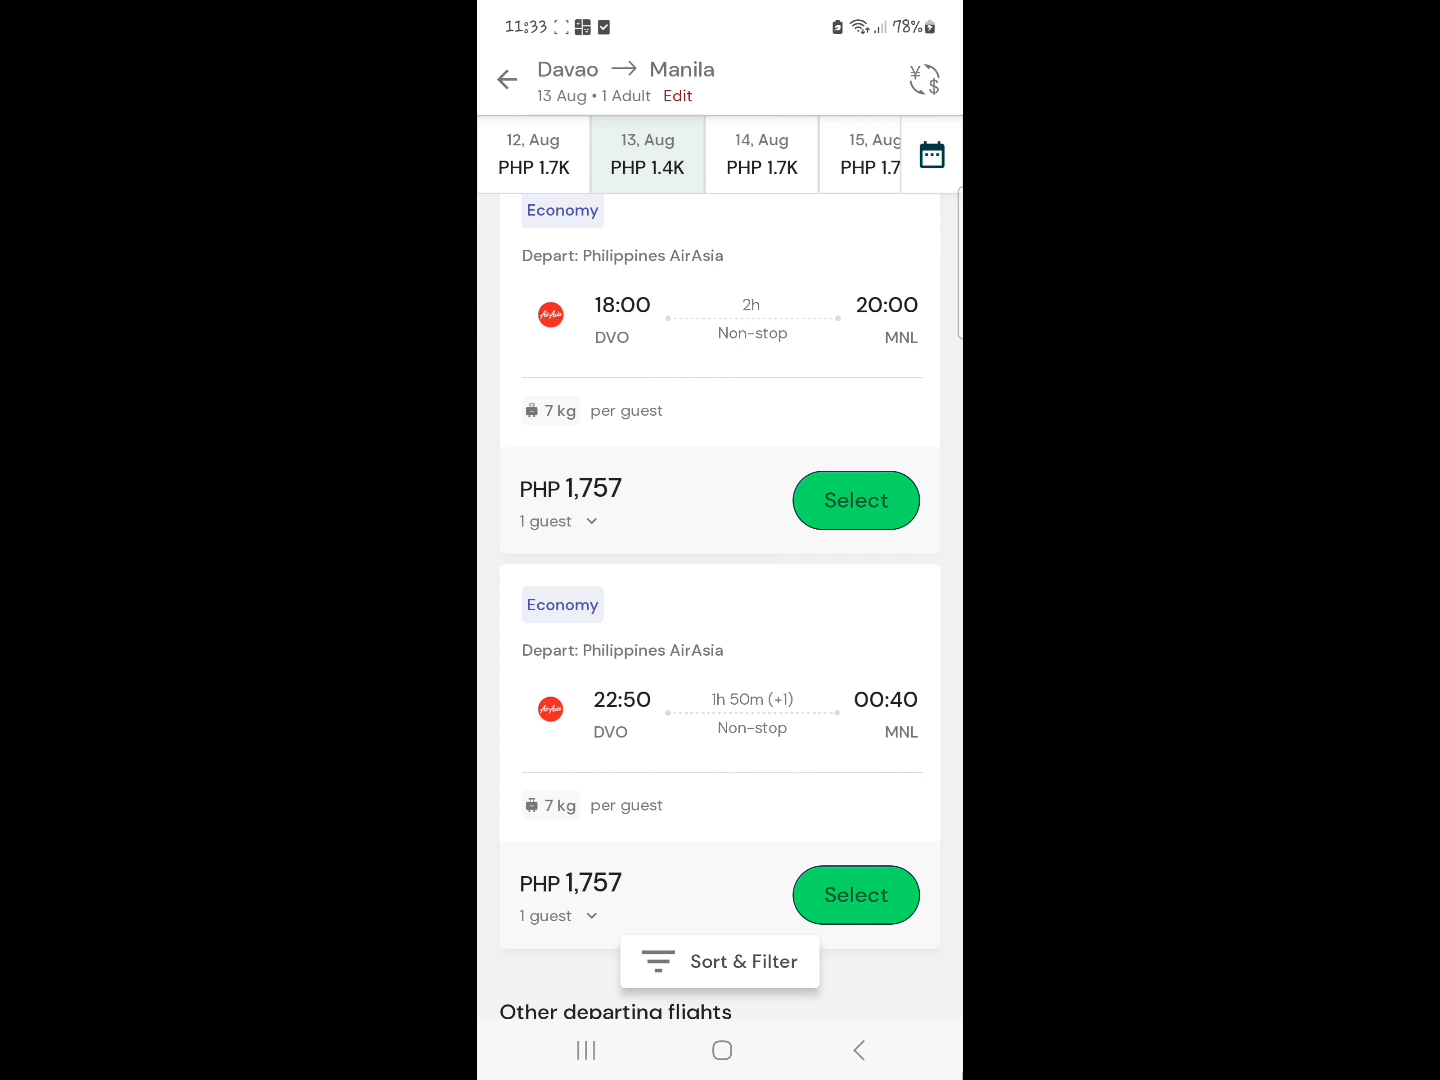 11:33
78%
Davao → Manila
13 Aug • 1 Adult Edit
¥ $
12, Aug
PHP 1.7K
13, Aug
PHP 1.4K
14, Aug
PHP 1.7K
15, Aug
PHP 1.7
Economy
Depart: Philippines AirAsia
AirAsia
18:00 2h 20:00
DVO Non-stop MNL
7 kg per guest
PHP 1,757
1 guest
Select
Economy
Depart: Philippines AirAsia
AirAsia
22:50 1h 50m (+1) 00:40
DVO Non-stop MNL
7 kg per guest
PHP 1,757
1 guest
Select
Sort & Filter
Other departing flights